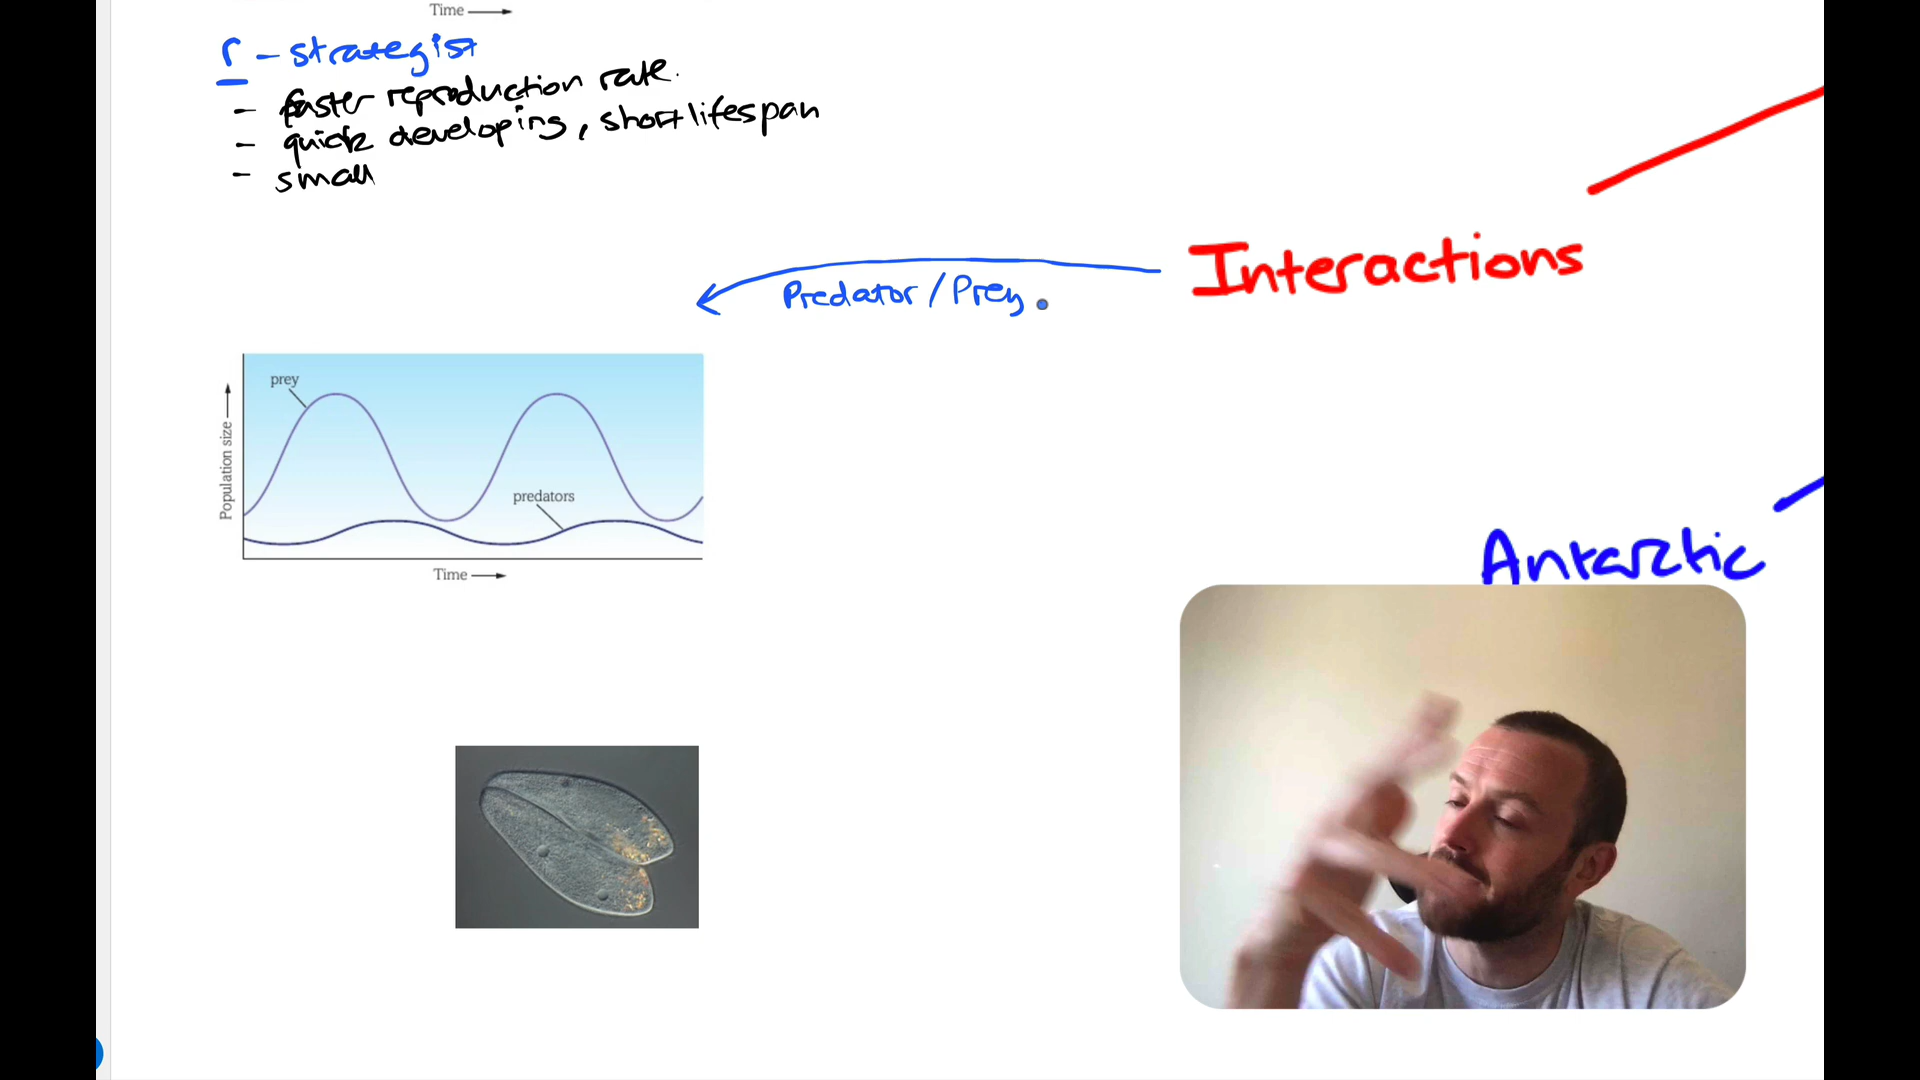 Time
r - strategist
- faster reproduction rate.
- quick developing, short lifespan
- small
Interactions
Predator / Prey
prey
predators
Population size
Time
Antarctic